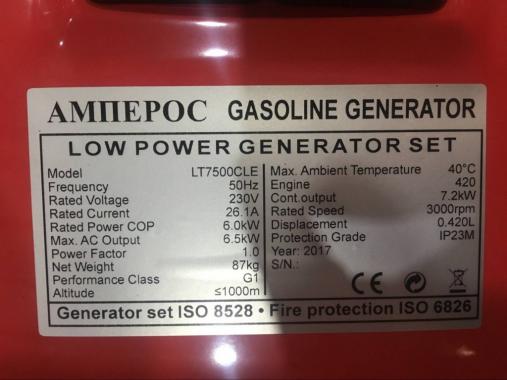 АМПЕРОС GASOLINE GENERATOR
LOW POWER GENERATOR SET
Model LT7500CLE
Frequency 50Hz
Rated Voltage 230V
Rated Current 26.1A
Rated Power COP 6.0kW
Max. AC Output 6.5kW
Power Factor 1.0
Net Weight 87kg
Performance Class G1
Altitude ≤1000m
Max. Ambient Temperature 40°C
Engine 420
Cont.output 7.2kW
Rated Speed 3000rpm
Displacement 0.420L
Protection Grade IP23M
Year: 2017
S/N.:
CE
Generator set ISO 8528 • Fire protection ISO 6826